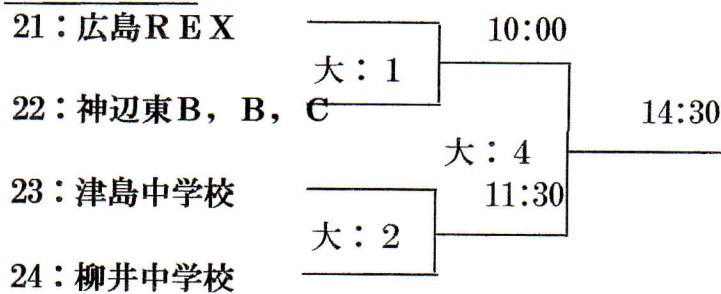 21：広島ＲＥＸ
10:00
大：1
22：神辺東Ｂ，Ｂ，Ｃ
14:30
大：4
23：津島中学校
11:30
大：2
24：柳井中学校